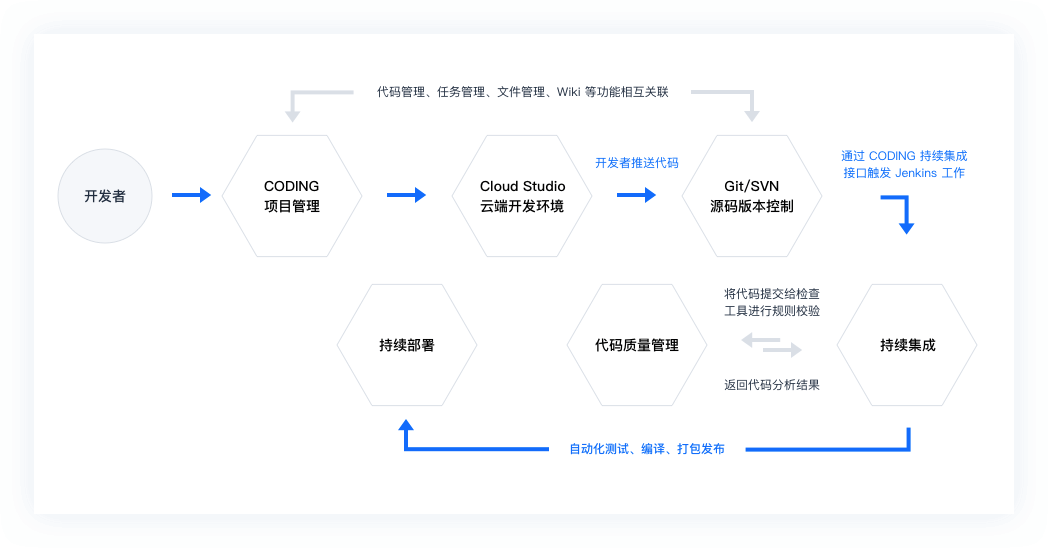 代码管理、任务管理、文件管理、Wiki 等功能相互关联
开发者
CODING
项目管理
Cloud Studio
云端开发环境
开发者推送代码
Git/SVN
源码版本控制
通过 CODING 持续集成
接口触发 Jenkins 工作
持续部署
代码质量管理
将代码提交给检查
工具进行规则校验
返回代码分析结果
持续集成
自动化测试、编译、打包发布